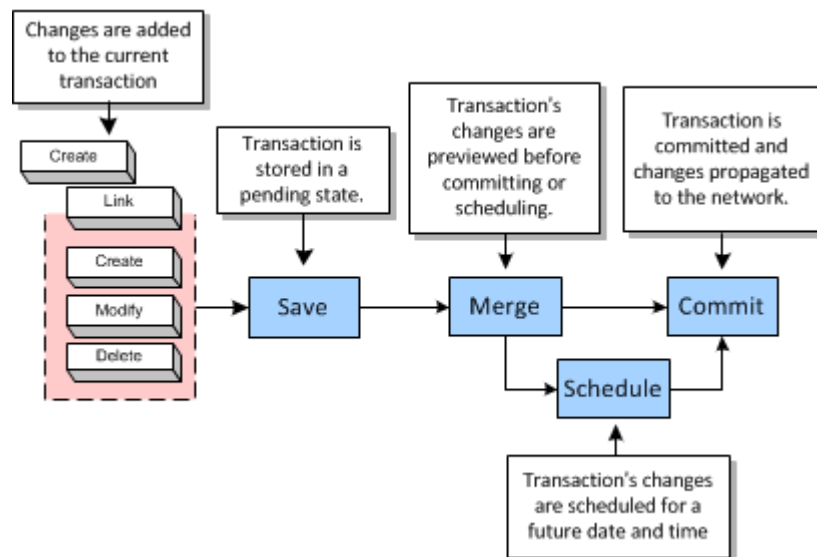 Changes are added
to the current
transaction
Create
Link
Create
Modify
Delete
Transaction is
stored in a
pending state.
Save
Transaction's
changes are
previewed before
committing or
scheduling.
Merge
Transaction is
committed and
changes propagated
to the network.
Commit
Schedule
Transaction's changes
are scheduled for a
future date and time